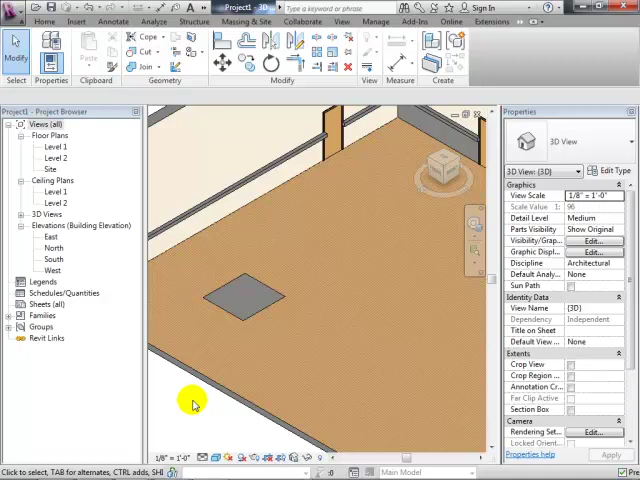 Project1 - 3D
Type a keyword or phrase
Sign In
Home Insert Annotate Analyze Structure Massing & Site Collaborate View Manage Add-Ins Online Extensions
Modify
Cope
Cut
Join
Paste
Select Properties Clipboard Geometry Modify View Measure Create
Project1 - Project Browser
Views (all)
Floor Plans
Level 1
Level 2
Site
Ceiling Plans
Level 1
Level 2
3D Views
Elevations (Building Elevation)
East
North
South
West
Legends
Schedules/Quantities
Sheets (all)
Families
Groups
Revit Links
Properties
3D View
3D View: {3D}
Edit Type
Graphics
View Scale 1/8" = 1'-0"
Scale Value 1: 96
Detail Level Medium
Parts Visibility Show Original
Visibility/Grap... Edit...
Graphic Displ... Edit...
Discipline Architectural
Default Analy... None
Sun Path
Identity Data
View Name {3D}
Dependency Independent
Title on Sheet
Default View ... None
Extents
Crop View
Crop Region ...
Annotation Cr...
Far Clip Active
Section Box
Camera
Rendering Set... Edit...
Locked Orient...
Properties help
Apply
1/8" = 1'-0"
Click to select, TAB for alternates, CTRL adds, SHI
:0
Main Model
Pre